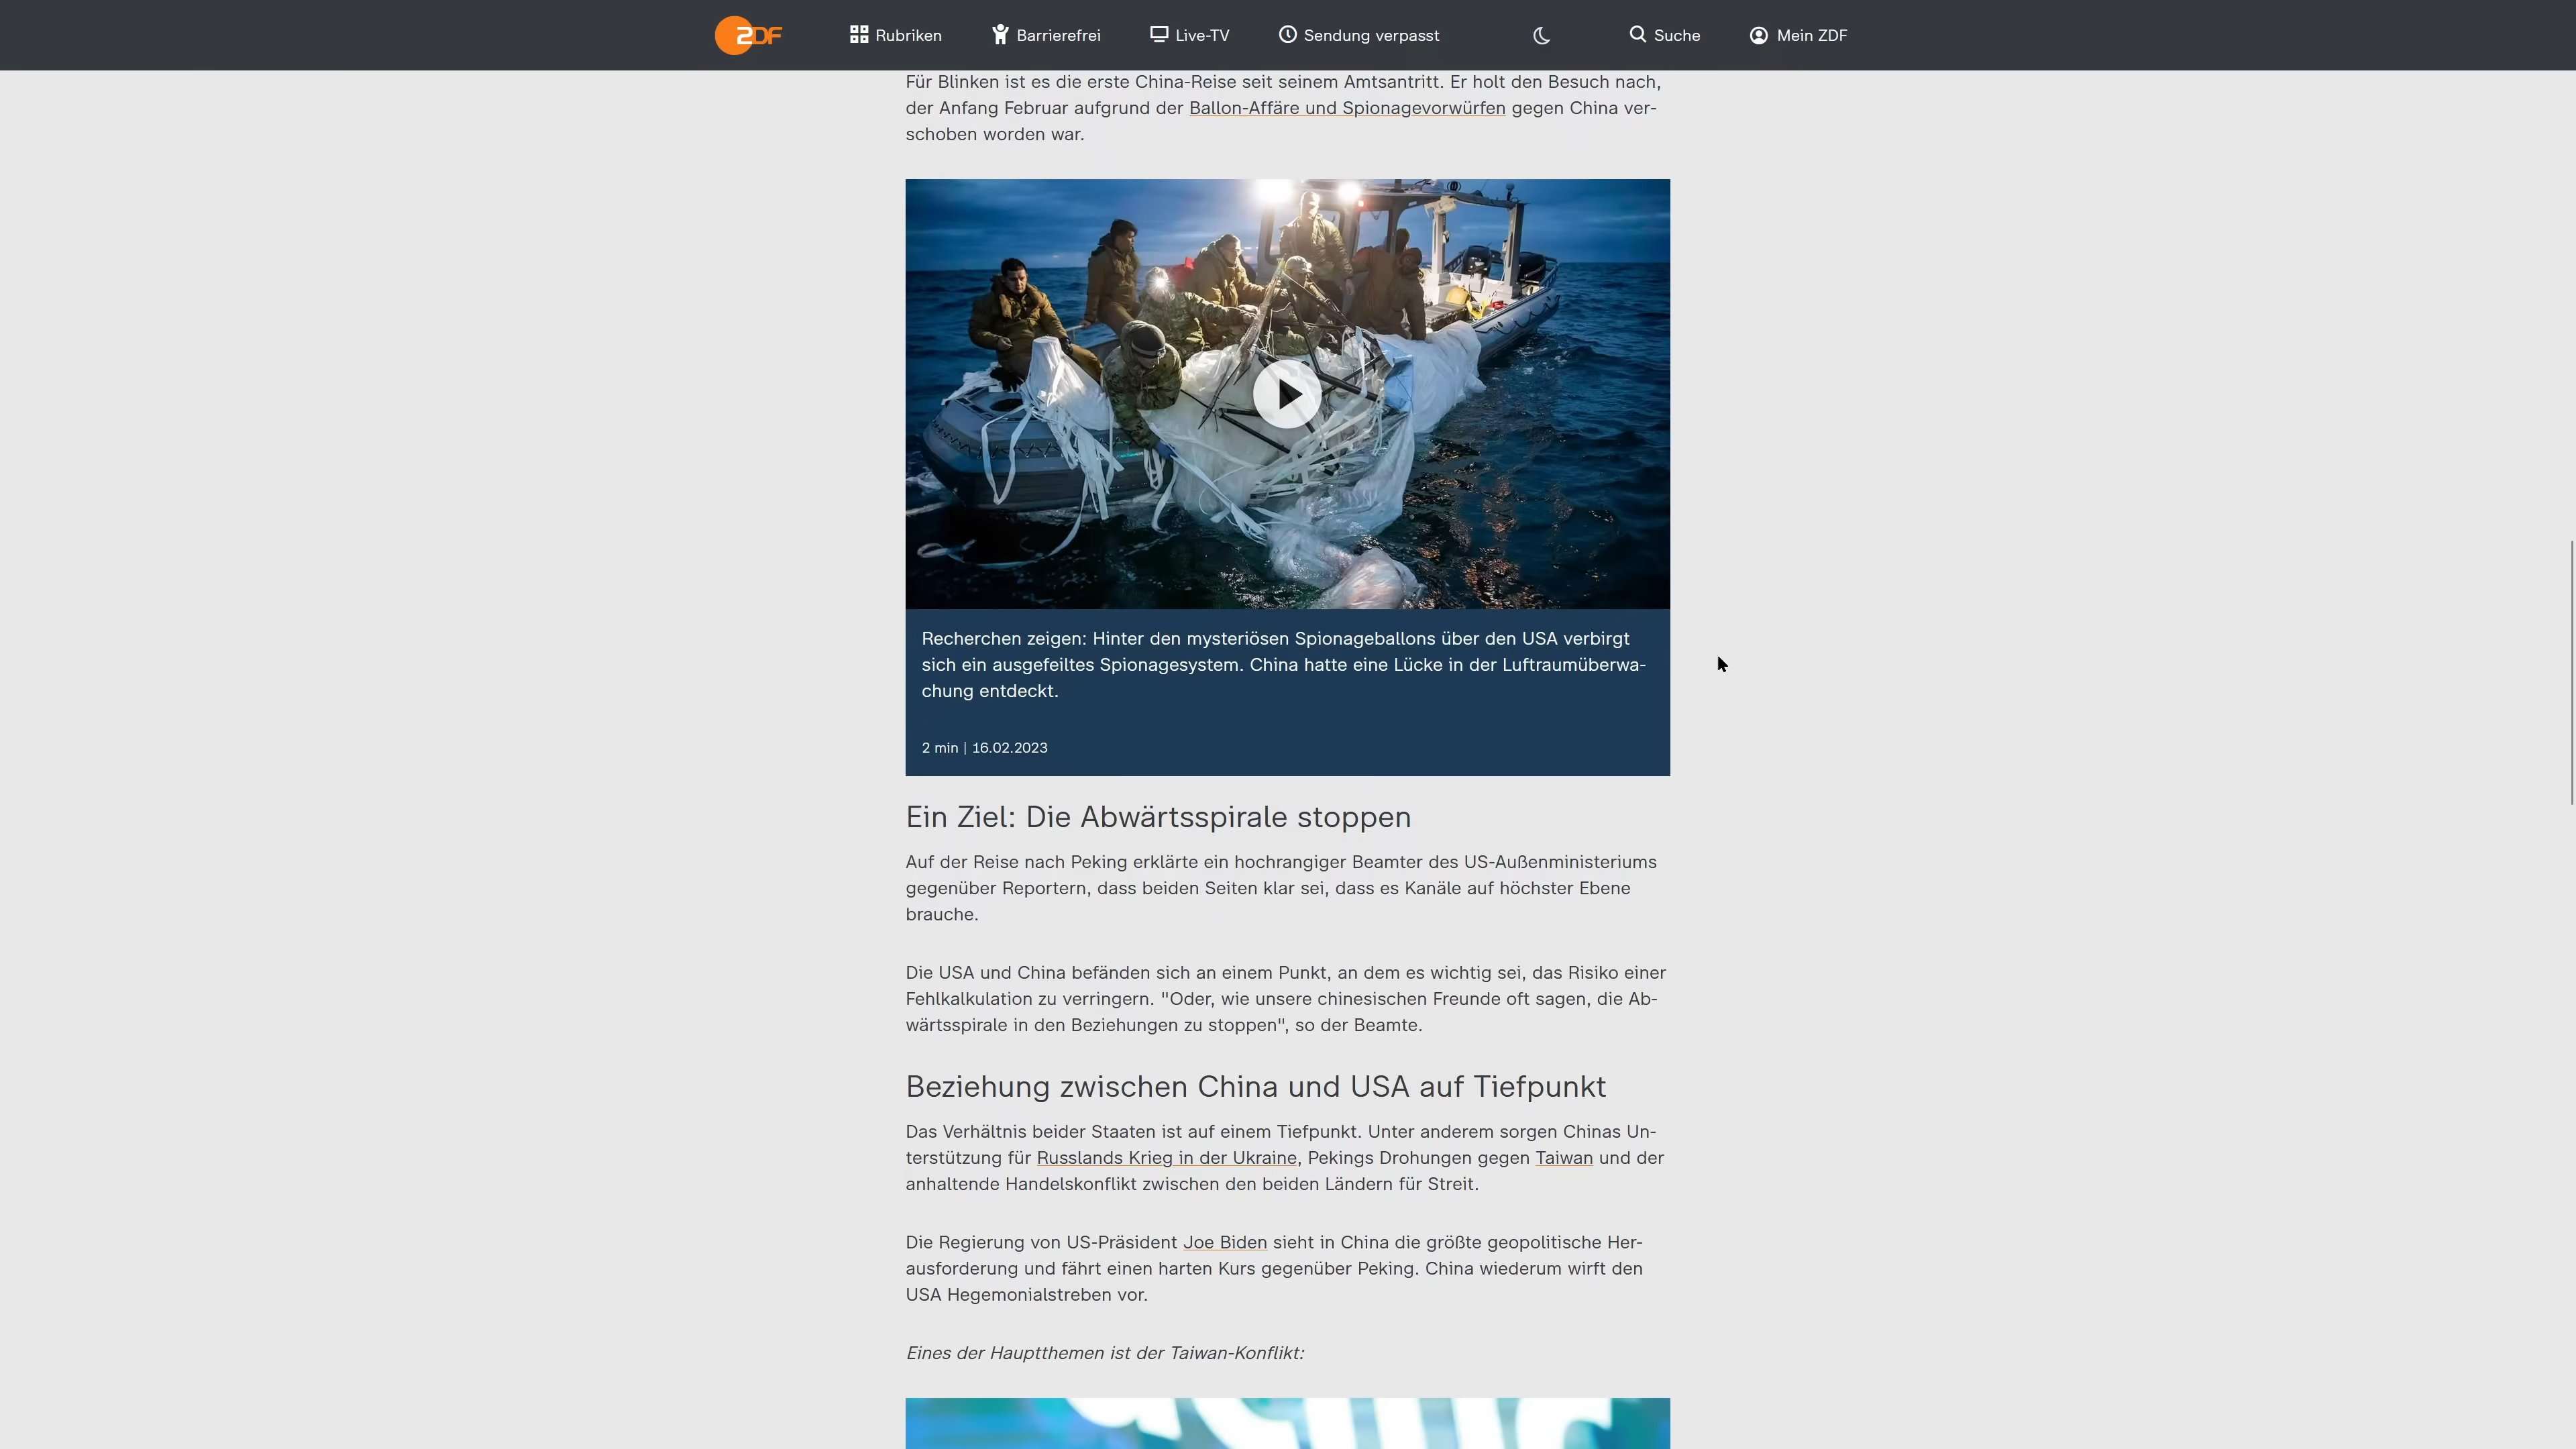 ZDF Rubriken Barrierefrei Live-TV Sendung verpasst Suche Mein ZDF
Für Blinken ist es die erste China-Reise seit seinem Amtsantritt. Er holt den Besuch nach,
der Anfang Februar aufgrund der Ballon-Affäre und Spionagevorwürfen gegen China ver-
schoben worden war.
Recherchen zeigen: Hinter den mysteriösen Spionageballons über den USA verbirgt
sich ein ausgefeiltes Spionagesystem. China hatte eine Lücke in der Luftraumüberwa-
chung entdeckt.
2 min | 16.02.2023
Ein Ziel: Die Abwärtsspirale stoppen
Auf der Reise nach Peking erklärte ein hochrangiger Beamter des US-Außenministeriums
gegenüber Reportern, dass beiden Seiten klar sei, dass es Kanäle auf höchster Ebene
brauche.
Die USA und China befänden sich an einem Punkt, an dem es wichtig sei, das Risiko einer
Fehlkalkulation zu verringern. "Oder, wie unsere chinesischen Freunde oft sagen, die Ab-
wärtsspirale in den Beziehungen zu stoppen", so der Beamte.
Beziehung zwischen China und USA auf Tiefpunkt
Das Verhältnis beider Staaten ist auf einem Tiefpunkt. Unter anderem sorgen Chinas Un-
terstützung für Russlands Krieg in der Ukraine, Pekings Drohungen gegen Taiwan und der
anhaltende Handelskonflikt zwischen den beiden Ländern für Streit.
Die Regierung von US-Präsident Joe Biden sieht in China die größte geopolitische Her-
ausforderung und fährt einen harten Kurs gegenüber Peking. China wiederum wirft den
USA Hegemonialstreben vor.
Eines der Hauptthemen ist der Taiwan-Konflikt: